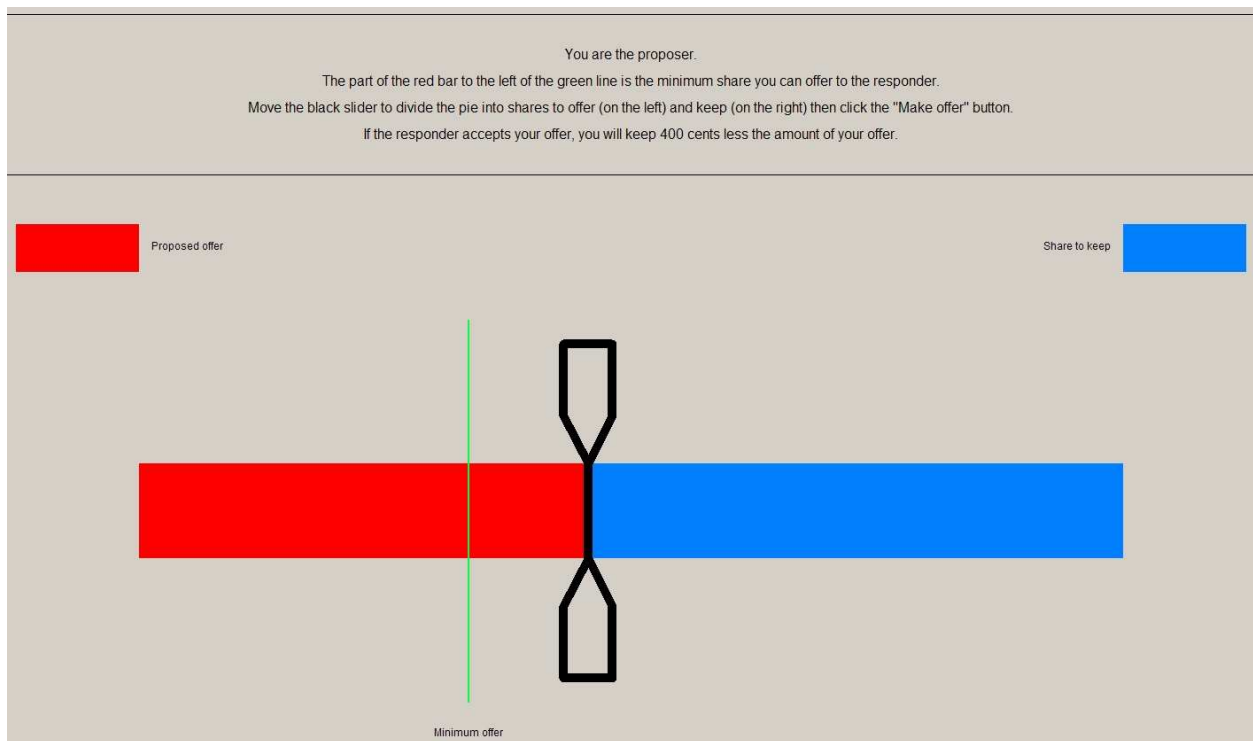 You are the proposer.
The part of the red bar to the left of the green line is the minimum share you can offer to the responder.
Move the black slider to divide the pie into shares to offer (on the left) and keep (on the right) then click the "Make offer" button.
If the responder accepts your offer, you will keep 400 cents less the amount of your offer.
Proposed offer
Share to keep
Minimum offer